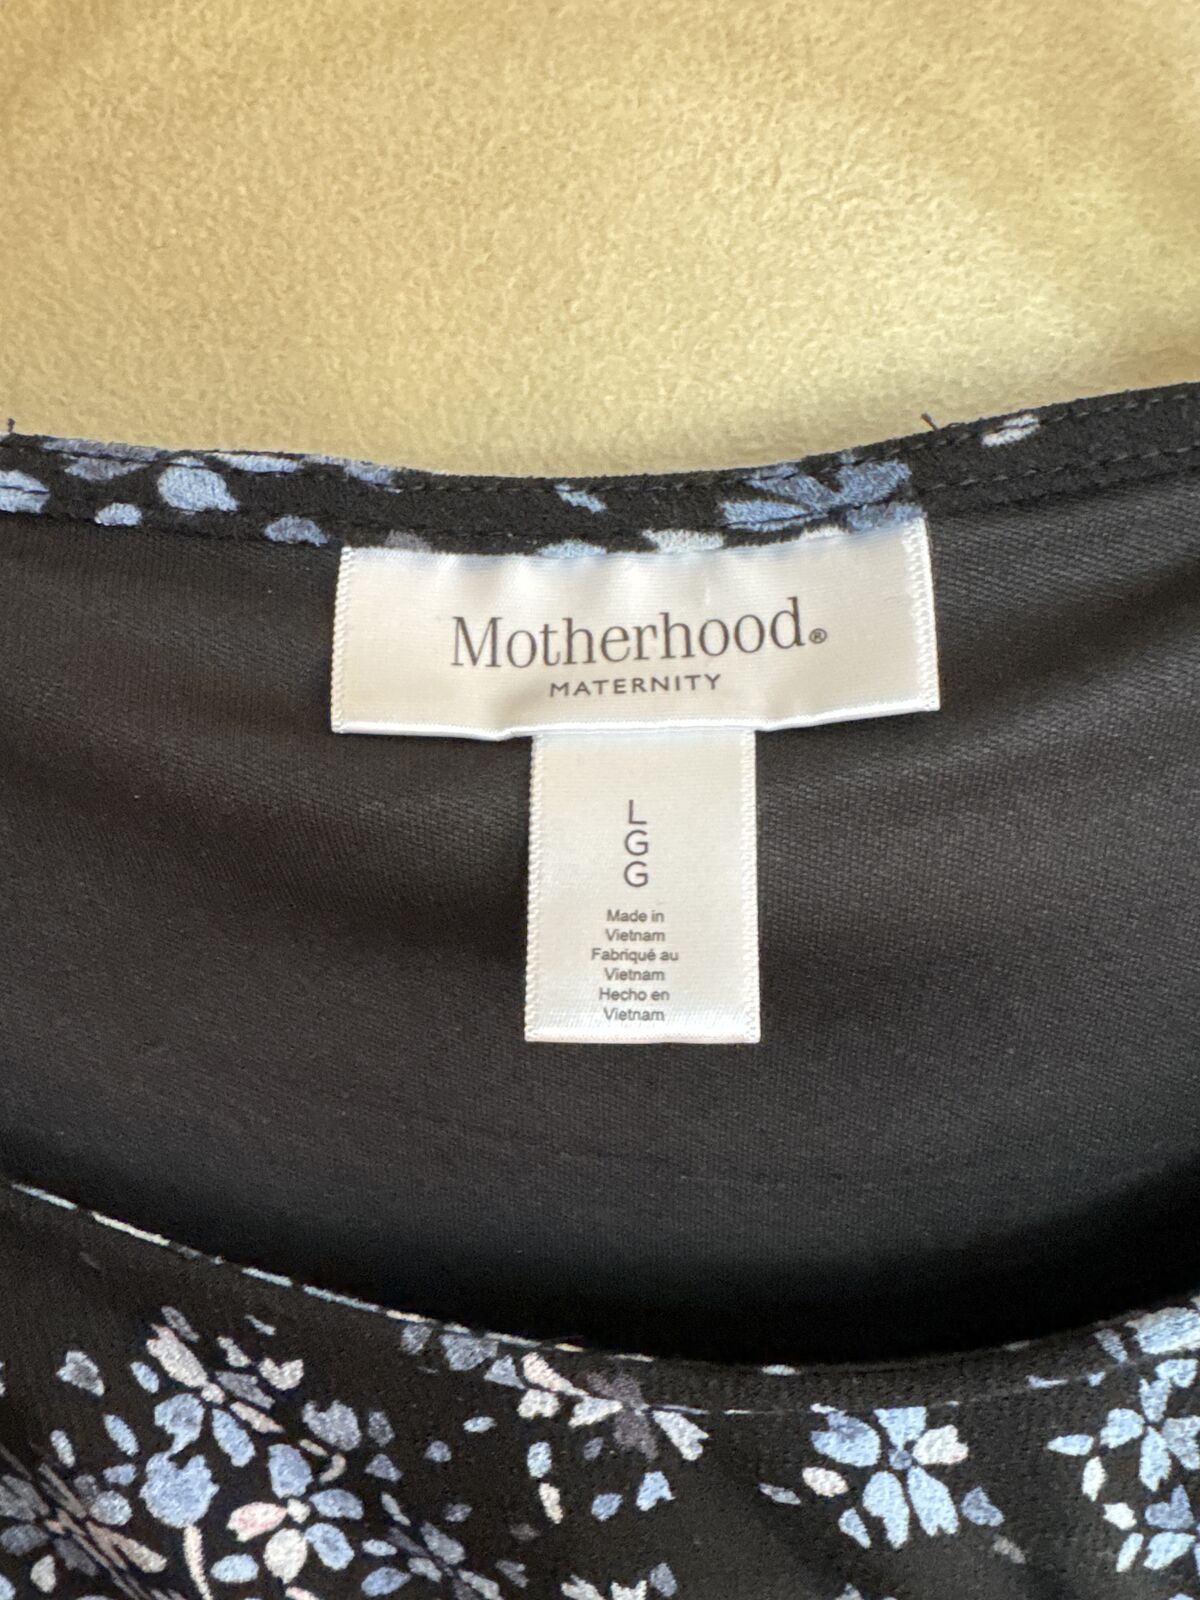 Motherhood®
MATERNITY
L
G
G
Made in
Vietnam
Fabriqué au
Vietnam
Hecho en
Vietnam